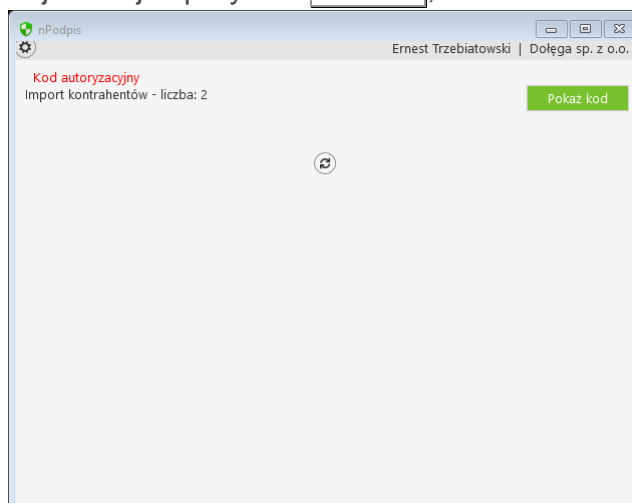 nPodpis
Ernest Trzebiatowski | Dołęga sp. z o.o.
Kod autoryzacyjny
Import kontrahentów - liczba: 2
Pokaż kod